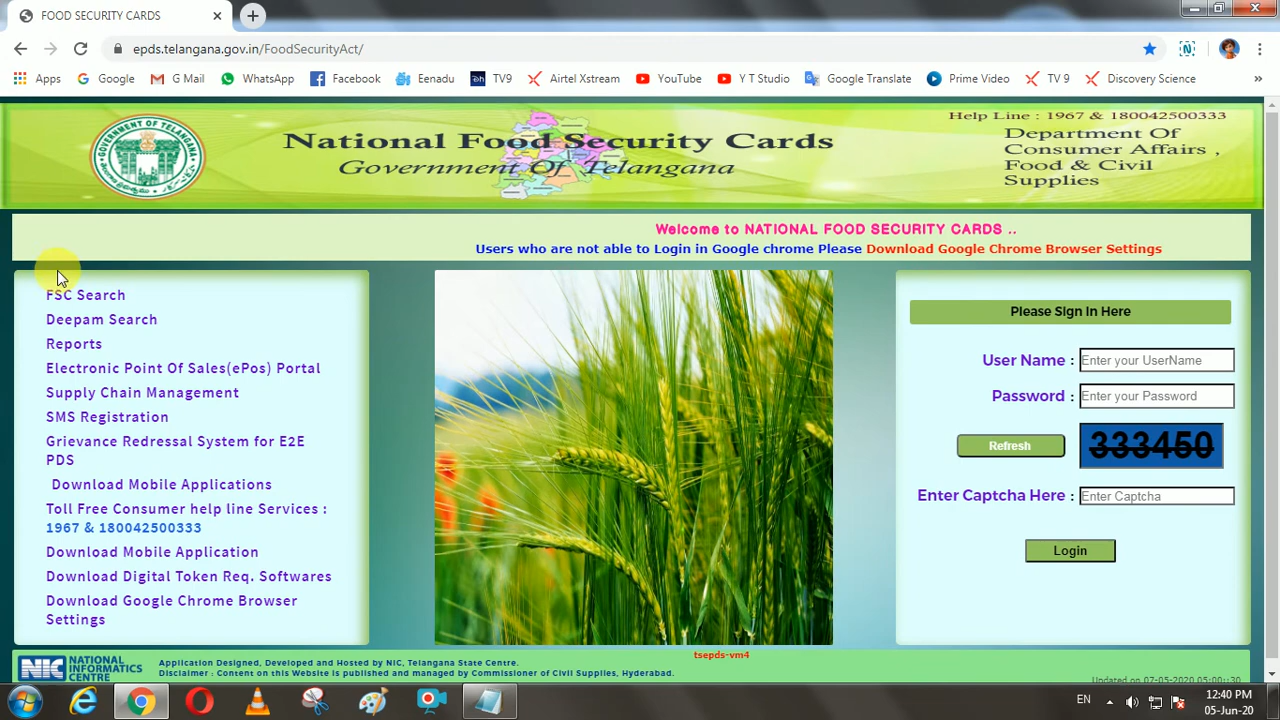 FOOD SECURITY CARDS
epds.telangana.gov.in/FoodSecurityAct/
Apps Google G Mail WhatsApp Facebook Eenadu TV9 Airtel Xstream YouTube Y T Studio Google Translate Prime Video TV 9 Discovery Science »
National Food Security Cards
Government Of Telangana
Help Line : 1967 & 180042500333
Department Of
Consumer Affairs ,
Food & Civil
Supplies
Welcome to NATIONAL FOOD SECURITY CARDS ..
Users who are not able to Login in Google chrome Please Download Google Chrome Browser Settings
FSC Search
Deepam Search
Reports
Electronic Point Of Sales(ePos) Portal
Supply Chain Management
SMS Registration
Grievance Redressal System for E2E
PDS
Download Mobile Applications
Toll Free Consumer help line Services :
1967 & 180042500333
Download Mobile Application
Download Digital Token Req. Softwares
Download Google Chrome Browser
Settings
Please Sign In Here
User Name : Enter your UserName
Password : Enter your Password
Refresh 333450
Enter Captcha Here : Enter Captcha
Login
tsepds-vm4
NIC NATIONAL
INFORMATICS
CENTRE
Application Designed, Developed and Hosted by NIC, Telangana State Centre.
Disclaimer : Content on this Website is published and managed by Commissioner of Civil Supplies, Hyderabad.
Updated on 07-05-2020 05:00::30
EN
12:40 PM
05-Jun-20